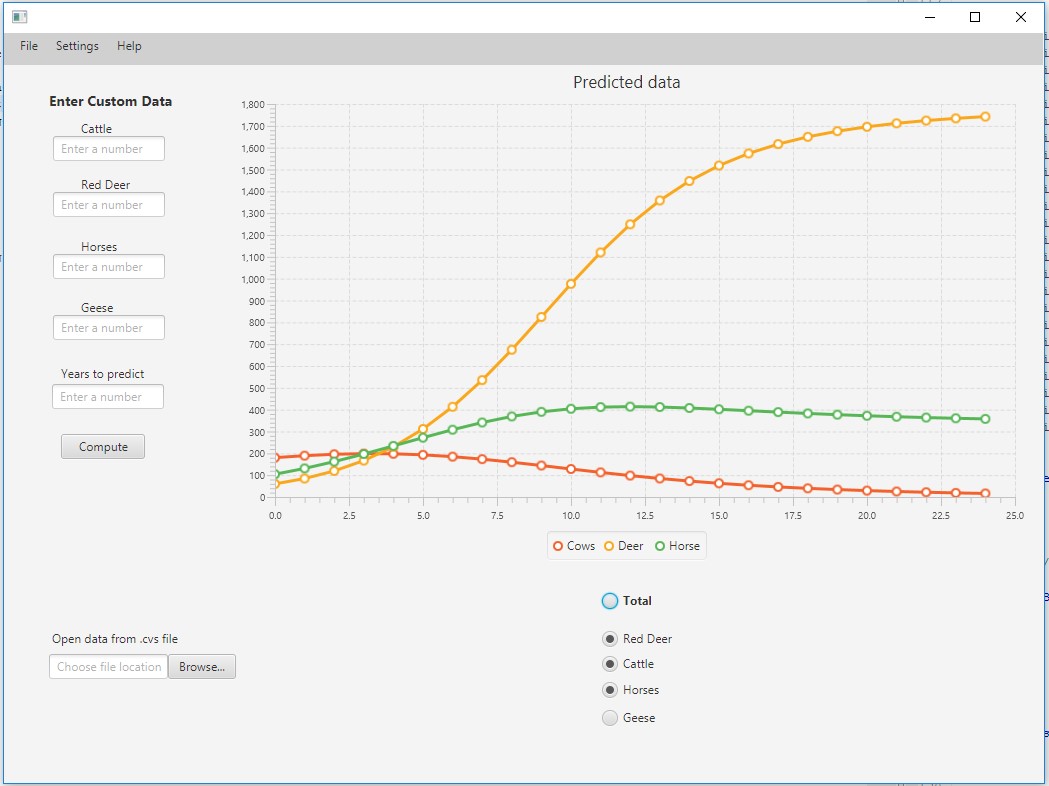 File Settings Help
Predicted data
Enter Custom Data
Cattle
Enter a number
Red Deer
Enter a number
Horses
Enter a number
Geese
Enter a number
Years to predict
Enter a number
Compute
1,800
1,700
1,600
1,500
1,400
1,300
1,200
1,100
1,000
900
800
700
600
500
400
300
200
100
0
0.0 2.5 5.0 7.5 10.0 12.5 15.0 17.5 20.0 22.5 25.0
Cows Deer Horse
Total
Red Deer
Cattle
Horses
Geese
Open data from .cvs file
Choose file location Browse...